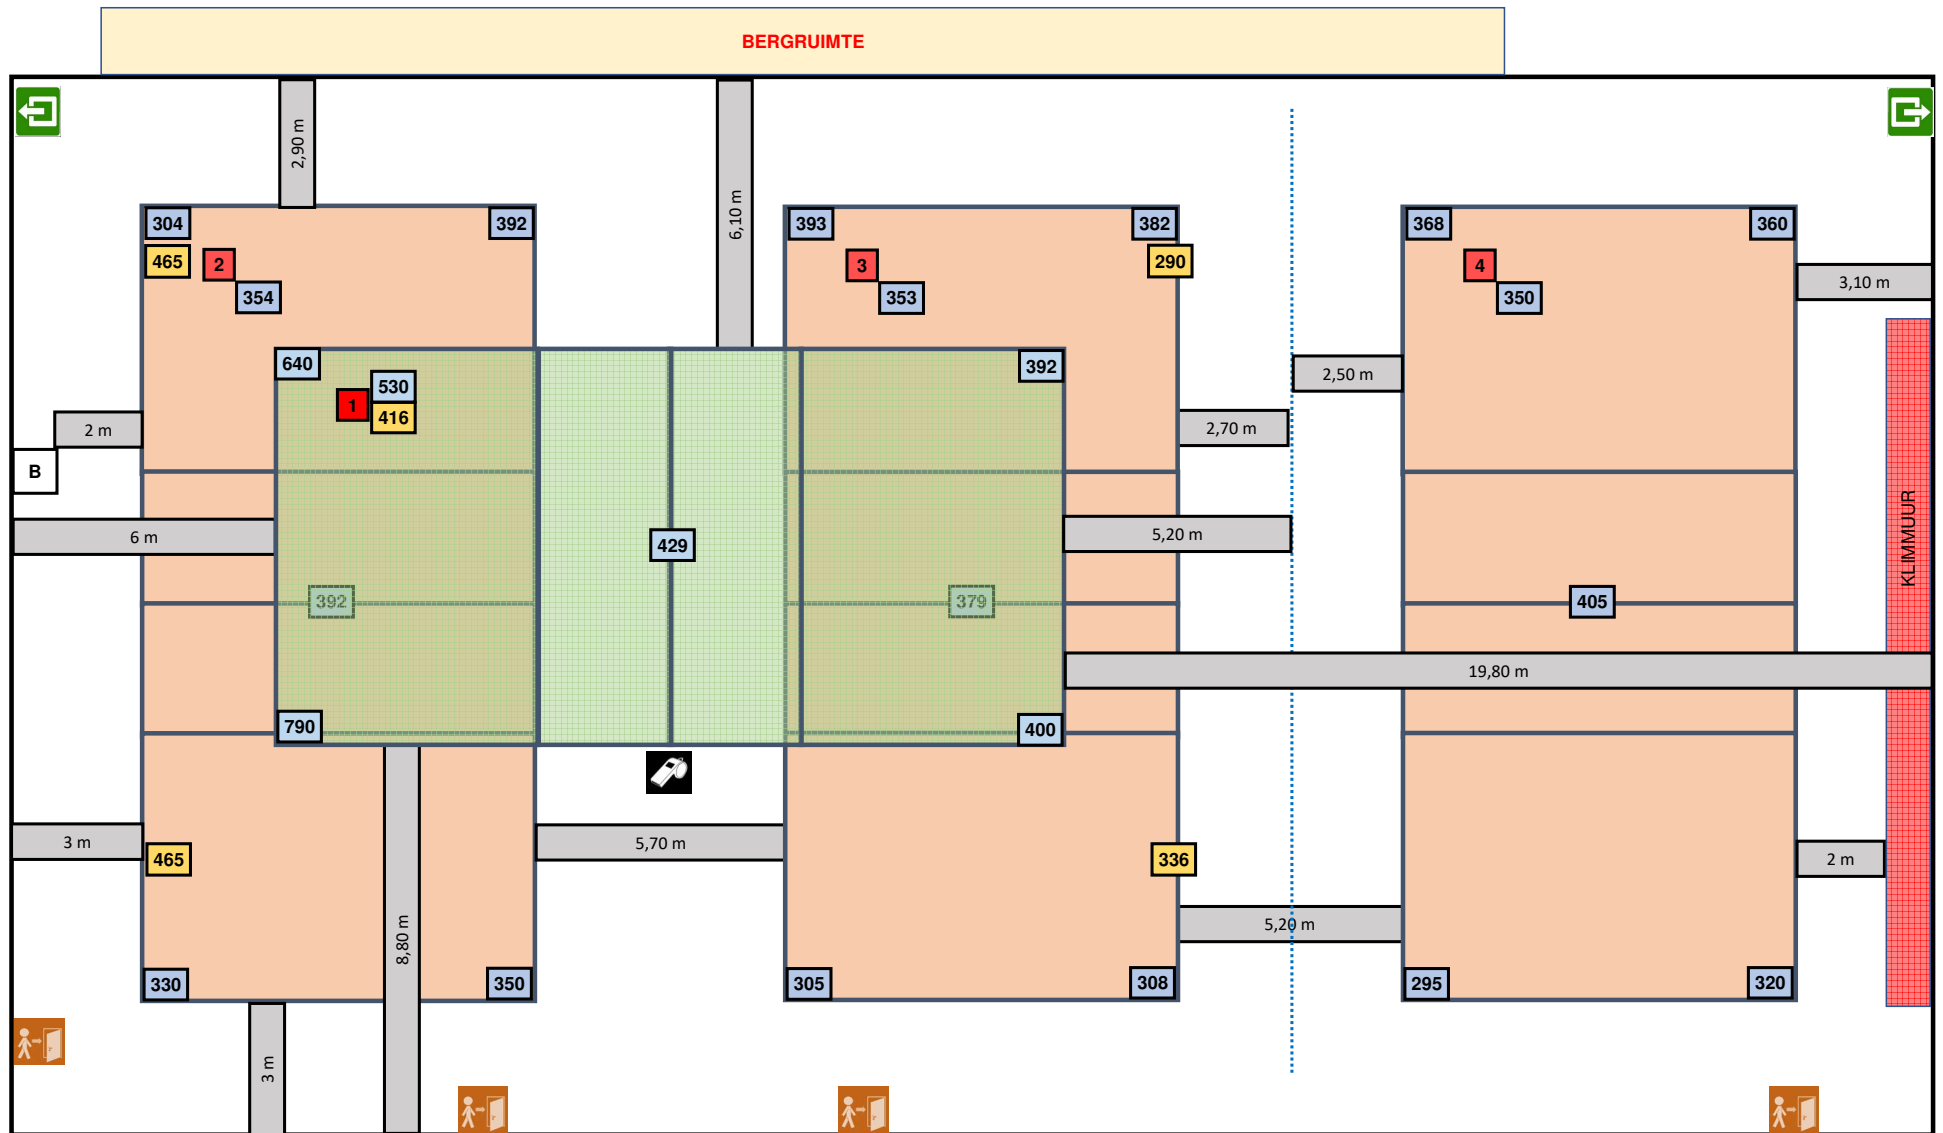 BERGRUIMTE
2,90 m
6,10 m
304
392
393
382
368
360
465
2
354
3
353
290
4
350
3,10 m
640
530
1
416
392
2,50 m
2 m
2,70 m
B
KLIMMUUR
6 m
429
5,20 m
392
379
405
19,80 m
790
400
3 m
465
5,70 m
336
2 m
8,80 m
5,20 m
330
350
305
308
295
320
3 m